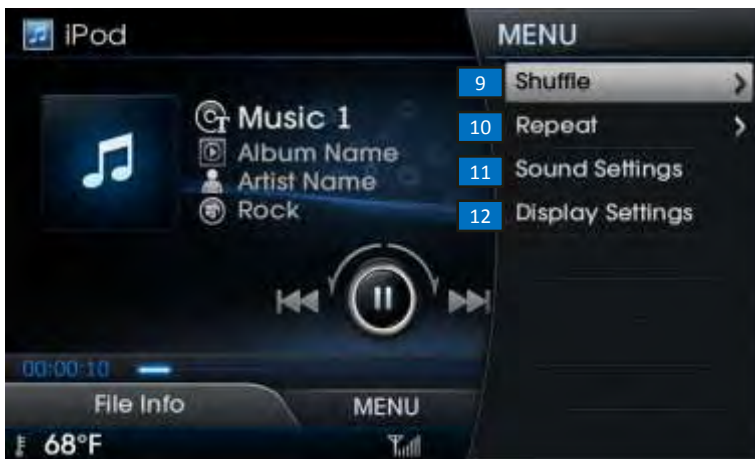 iPod
Music 1
Album Name
Artist Name
Rock
00:00:10
File Info
MENU
68°F
MENU
9 Shuffle
10 Repeat
11 Sound Settings
12 Display Settings